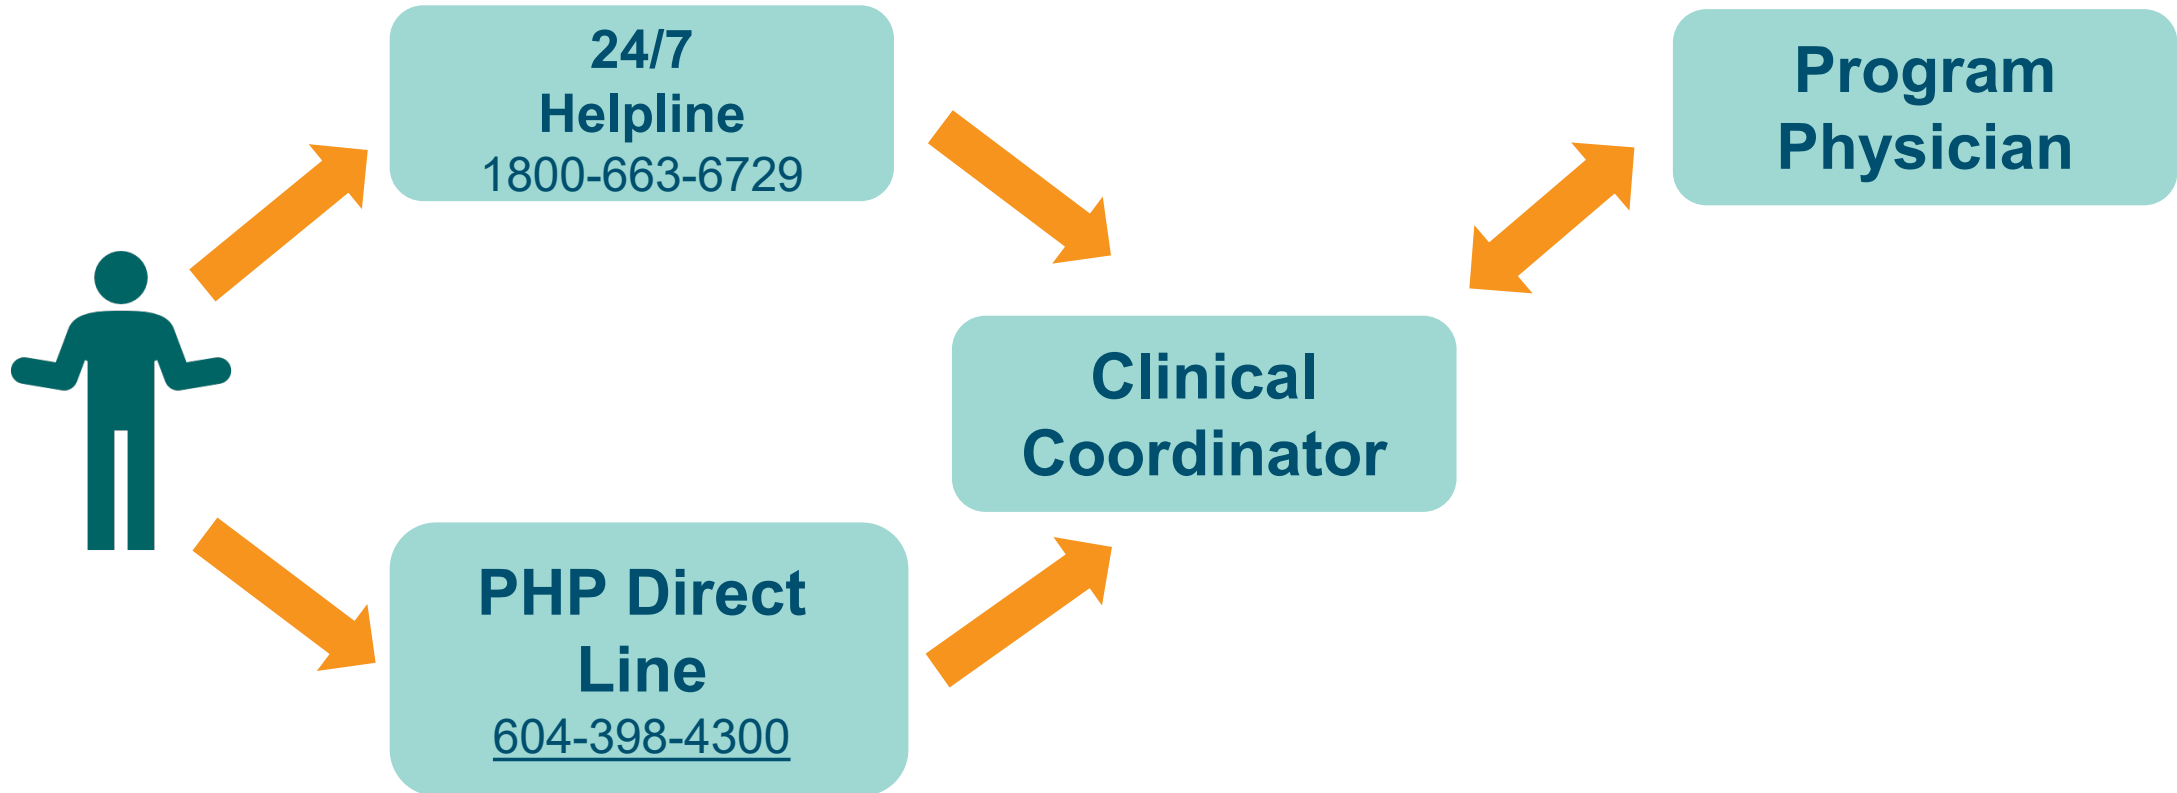 24/7
Helpline
1800-663-6729
Program
Physician
Clinical
Coordinator
PHP Direct
Line
604-398-4300